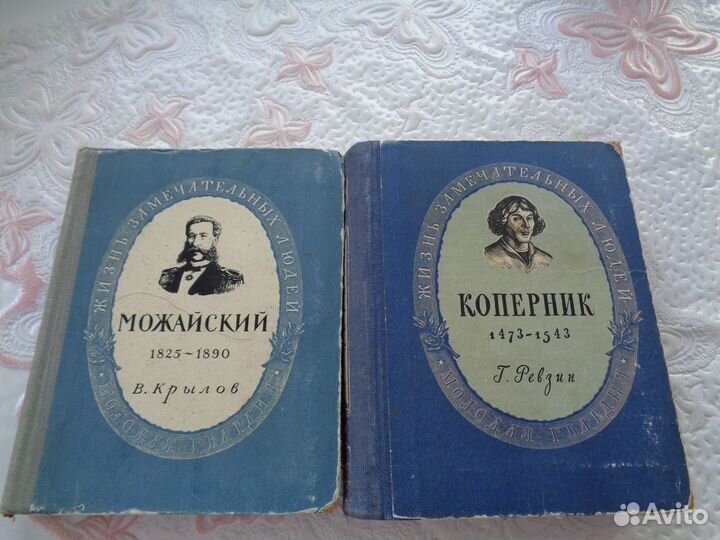 ЖИЗНЬ ЗАМЕЧАТЕЛЬНЫХ ЛЮДЕЙ
МОЖАЙСКИЙ
1825-1890
В. Крылов
МОЛОДАЯ ГВАРДИЯ
ЖИЗНЬ ЗАМЕЧАТЕЛЬНЫХ ЛЮДЕЙ
КОПЕРНИК
1473-1543
Г. Ревзин
МОЛОДАЯ ГВАРДИЯ
Avito